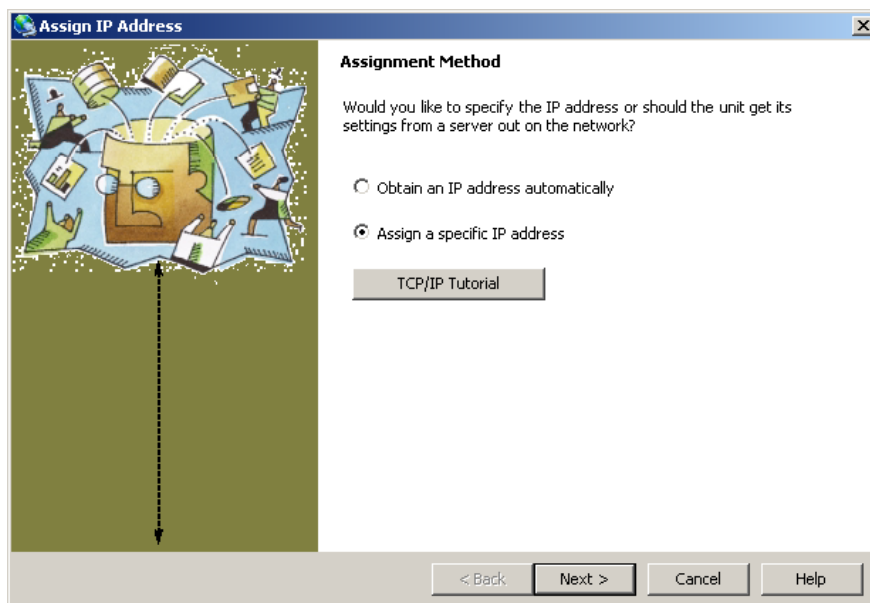 Assign IP Address
Assignment Method
Would you like to specify the IP address or should the unit get its
settings from a server out on the network?
Obtain an IP address automatically
Assign a specific IP address
TCP/IP Tutorial
< Back
Next >
Cancel
Help